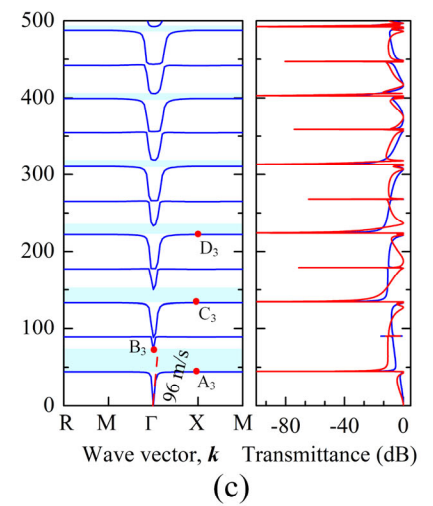 500
400
300
200
100
0
D₃
C₃
B₃
A₃
96 m/s
R M Γ X M
-80 -40 0
Wave vector, k Transmittance (dB)
(c)